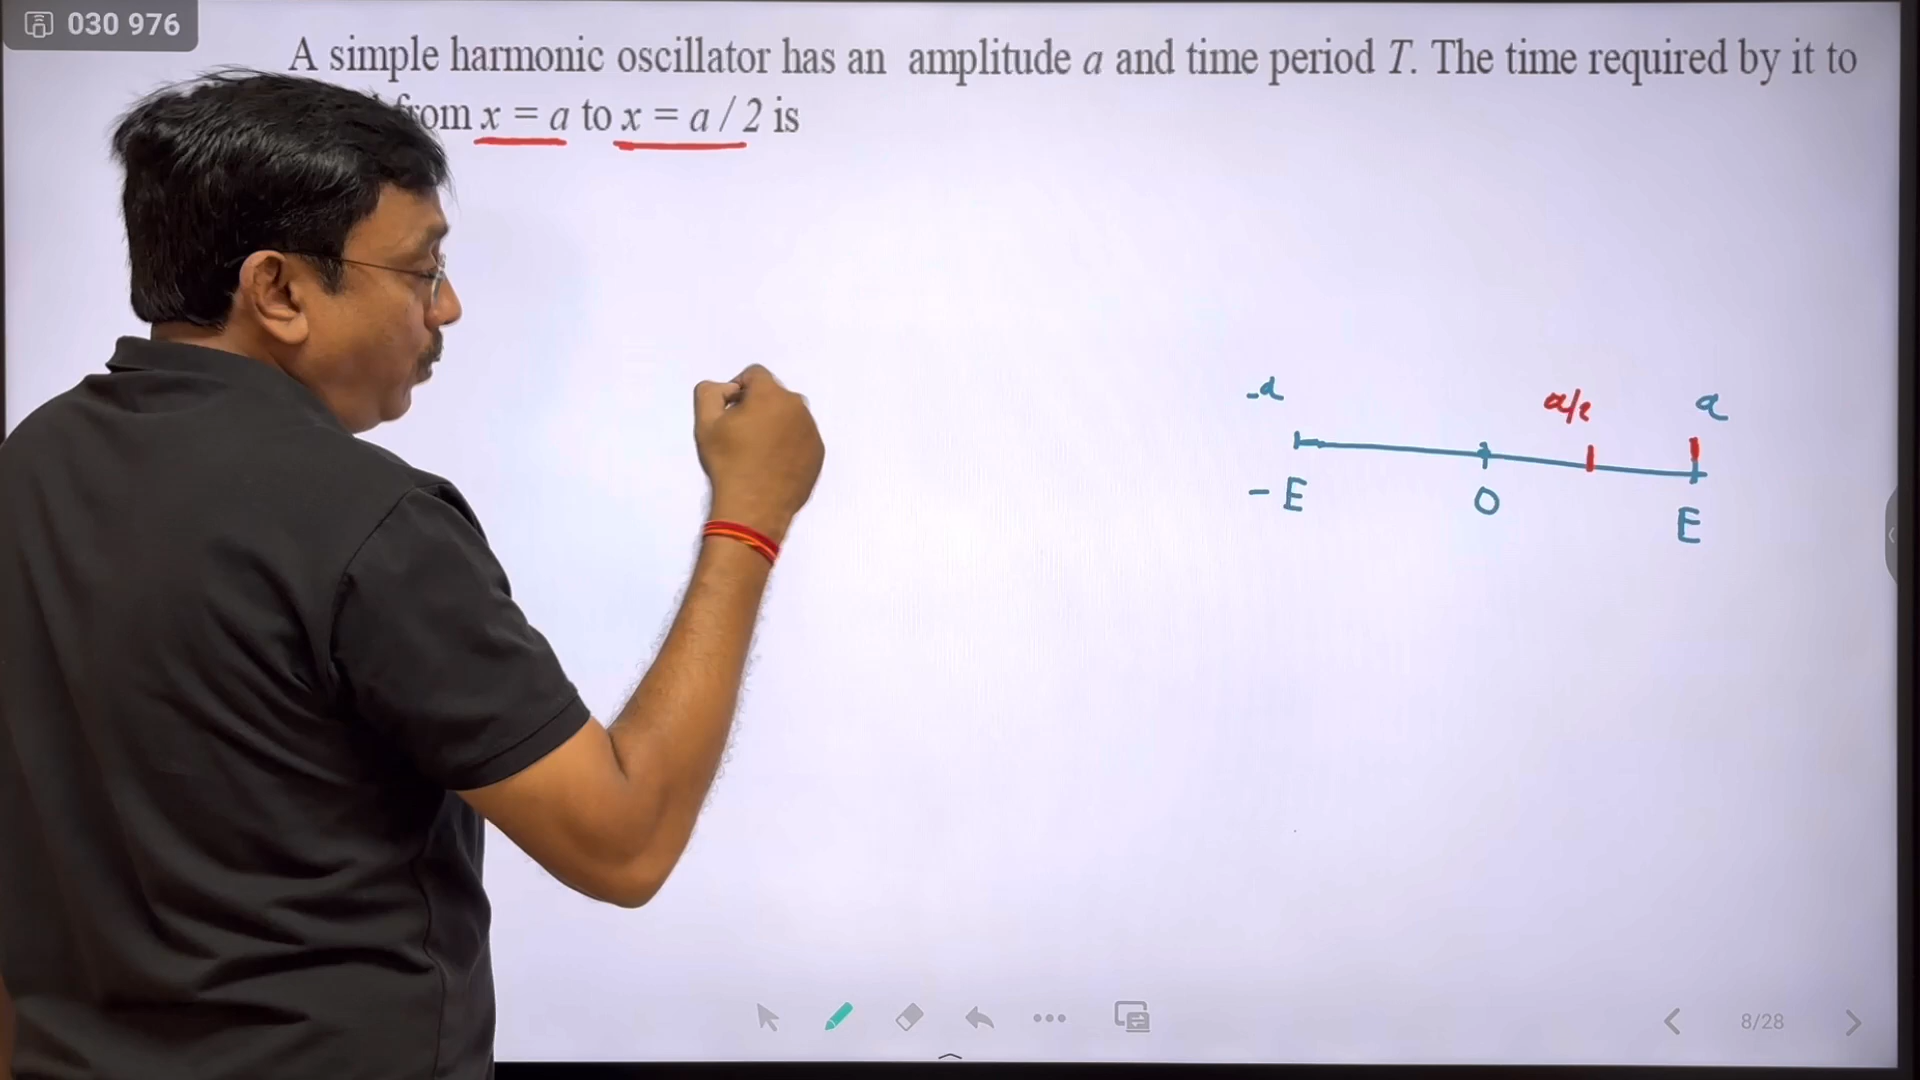 030 976
A simple harmonic oscillator has an amplitude a and time period T. The time required by it to
from x = a to x = a / 2 is
-a
a/2
a
- E
O
E
8/28